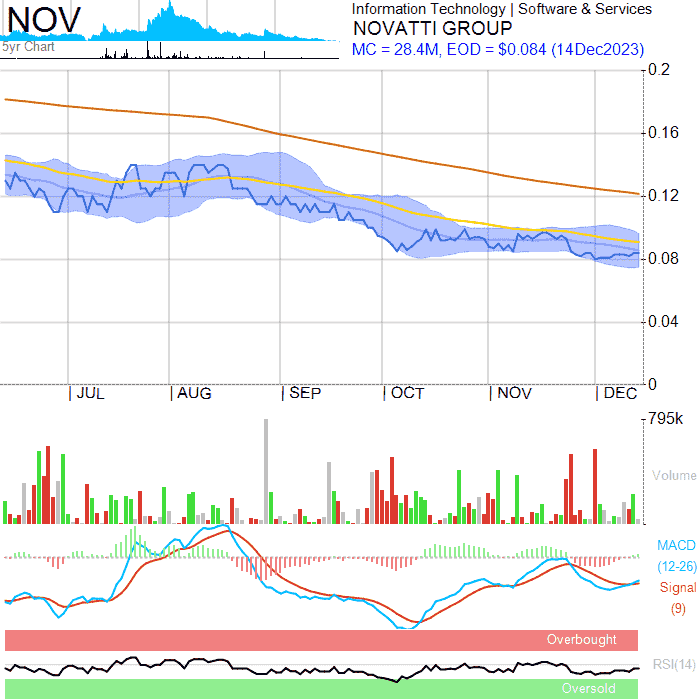 NOV
5yr Chart
Information Technology | Software & Services
NOVATTI GROUP
MC = 28.4M, EOD = $0.084 (14Dec2023)
0.2
0.16
0.12
0.08
0.04
0
JUL
AUG
SEP
OCT
NOV
DEC
795k
Volume
MACD
(12-26)
Signal
(9)
Overbought
RSI(14)
Oversold